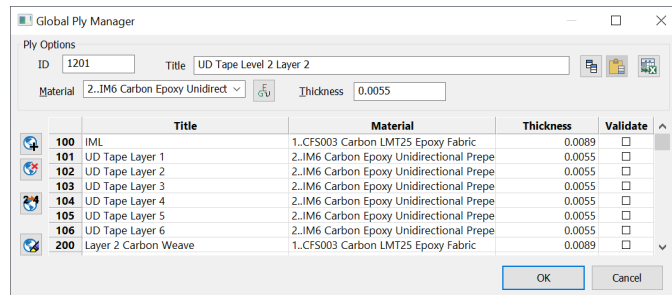 Global Ply Manager
Ply Options
ID 1201 Title UD Tape Level 2 Layer 2
Material 2..IM6 Carbon Epoxy Unidirect Thickness 0.0055
Title Material Thickness Validate
100 IML 1..CFS003 Carbon LMT25 Epoxy Fabric 0.0089
101 UD Tape Layer 1 2..IM6 Carbon Epoxy Unidirectional Prepe 0.0055
102 UD Tape Layer 2 2..IM6 Carbon Epoxy Unidirectional Prepe 0.0055
103 UD Tape Layer 3 2..IM6 Carbon Epoxy Unidirectional Prepe 0.0055
104 UD Tape Layer 4 2..IM6 Carbon Epoxy Unidirectional Prepe 0.0055
105 UD Tape Layer 5 2..IM6 Carbon Epoxy Unidirectional Prepe 0.0055
106 UD Tape Layer 6 2..IM6 Carbon Epoxy Unidirectional Prepe 0.0055
200 Layer 2 Carbon Weave 1..CFS003 Carbon LMT25 Epoxy Fabric 0.0089
OK Cancel